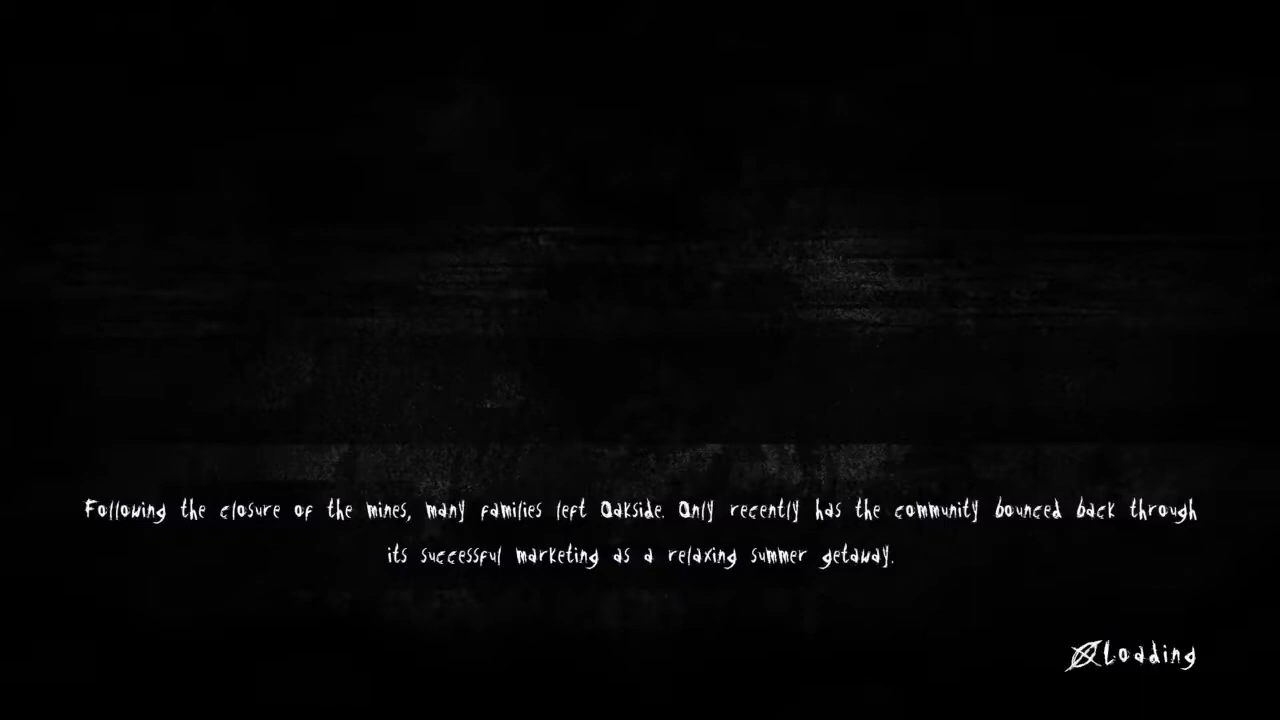 Following the closure of the mines, many families left Oakside. Only recently has the community bounced back through
its successful marketing as a relaxing summer getaway.
Loading